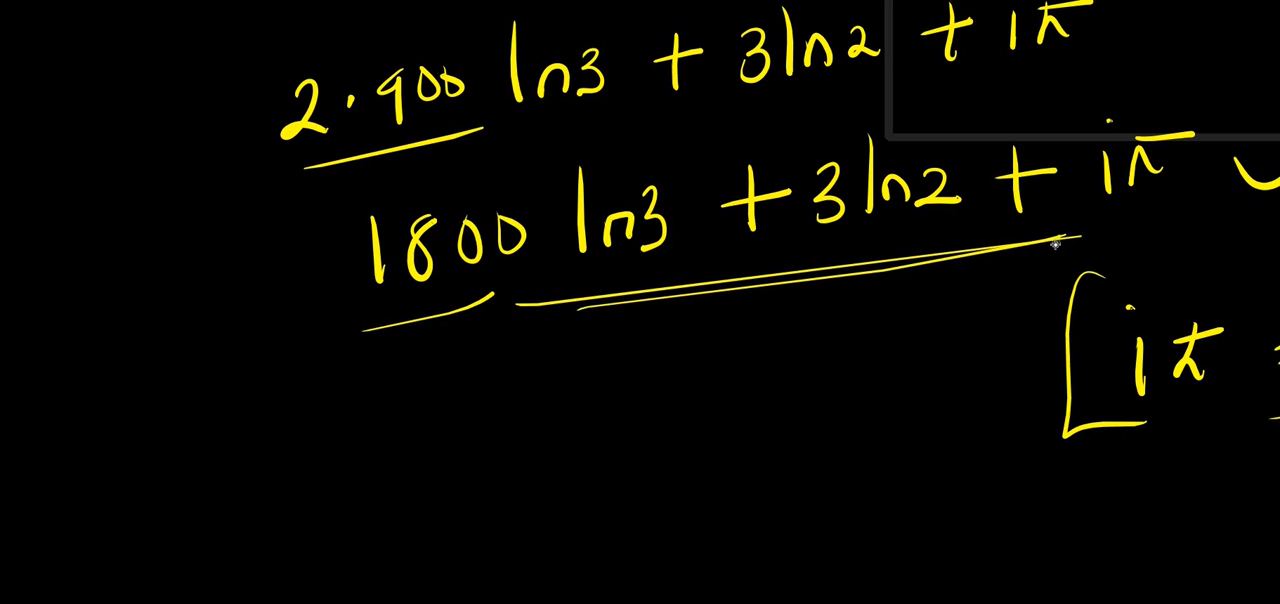 2·900 ln3 + 3ln2 + iπ
1800 ln3 + 3ln2 + iπ
[iπ